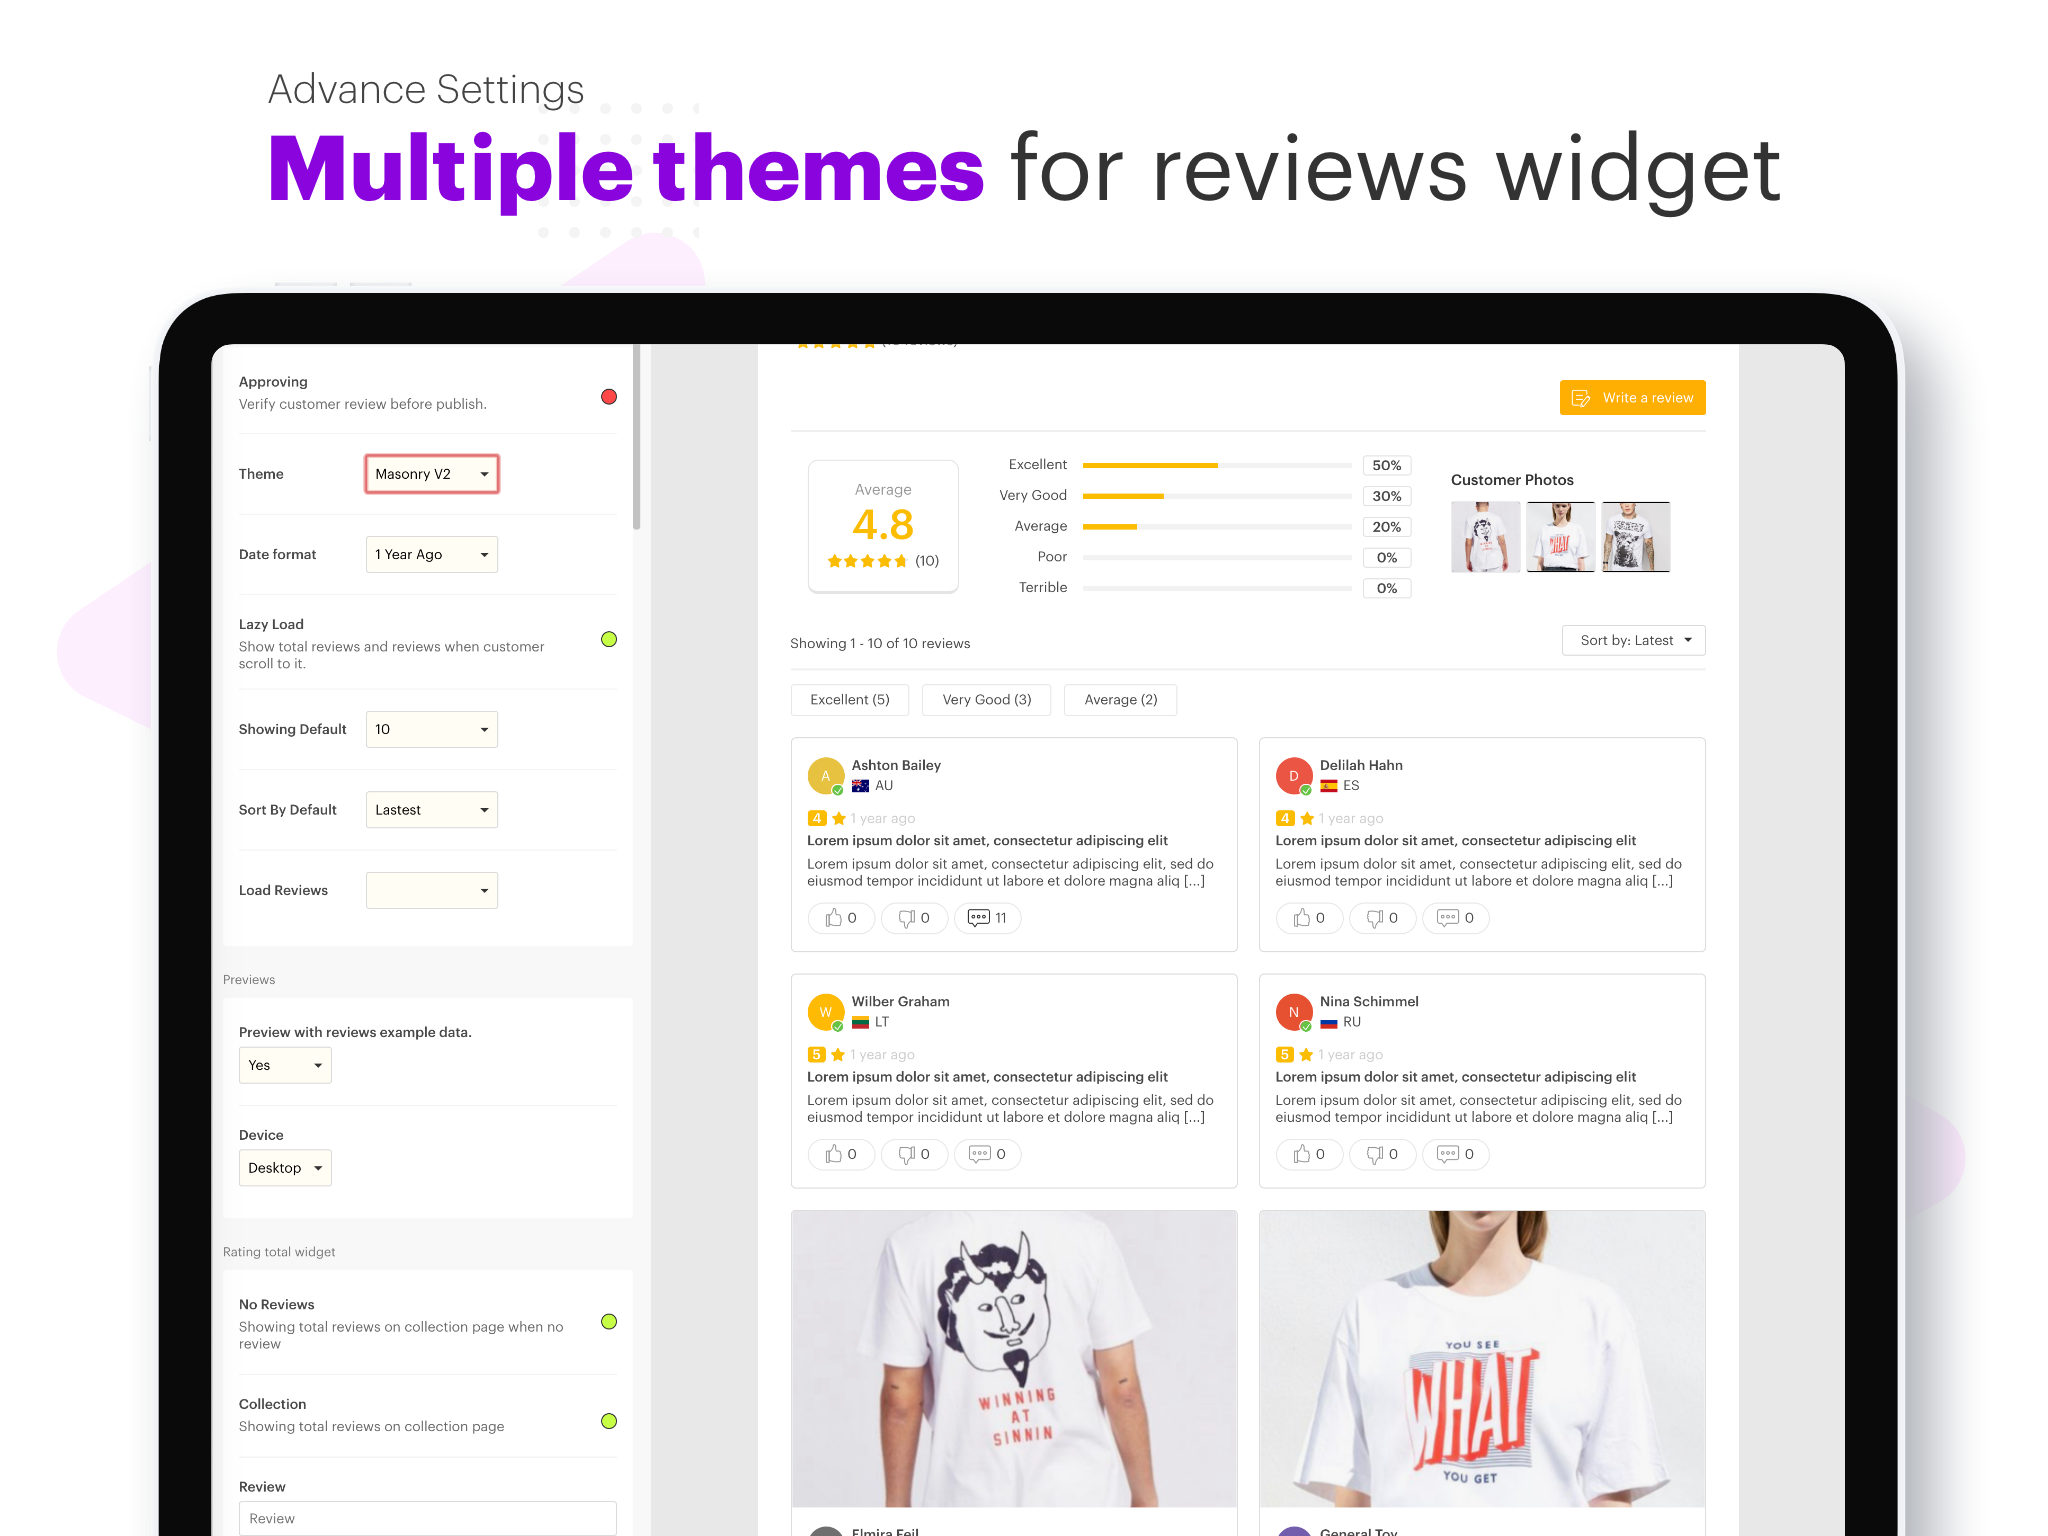 Advance Settings
Multiple themes for reviews widget
Approving
Verify customer review before publish.
Theme
Masonry V2
Date format
1 Year Ago
Lazy Load
Show total reviews and reviews when customer
scroll to it.
Showing Default
10
Sort By Default
Lastest
Load Reviews
Previews
Preview with reviews example data.
Yes
Device
Desktop
Rating total widget
No Reviews
Showing total reviews on collection page when no
review
Collection
Showing total reviews on collection page
Review
Review
Write a review
Average
4.8
(10)
Excellent 50%
Very Good 30%
Average 20%
Poor 0%
Terrible 0%
Customer Photos
Showing 1 - 10 of 10 reviews
Sort by: Latest
Excellent (5) Very Good (3) Average (2)
A
Ashton Bailey
AU
4 1 year ago
Lorem ipsum dolor sit amet, consectetur adipiscing elit
Lorem ipsum dolor sit amet, consectetur adipiscing elit, sed do
eiusmod tempor incididunt ut labore et dolore magna aliq [...]
0 0 11
D
Delilah Hahn
ES
4 1 year ago
Lorem ipsum dolor sit amet, consectetur adipiscing elit
Lorem ipsum dolor sit amet, consectetur adipiscing elit, sed do
eiusmod tempor incididunt ut labore et dolore magna aliq [...]
0 0 0
W
Wilber Graham
LT
5 1 year ago
Lorem ipsum dolor sit amet, consectetur adipiscing elit
Lorem ipsum dolor sit amet, consectetur adipiscing elit, sed do
eiusmod tempor incididunt ut labore et dolore magna aliq [...]
0 0 0
N
Nina Schimmel
RU
5 1 year ago
Lorem ipsum dolor sit amet, consectetur adipiscing elit
Lorem ipsum dolor sit amet, consectetur adipiscing elit, sed do
eiusmod tempor incididunt ut labore et dolore magna aliq [...]
0 0 0
WINNING
AT
SINNIN
YOU SEE
WHAT
YOU GET
Elmira Feil
General Toy